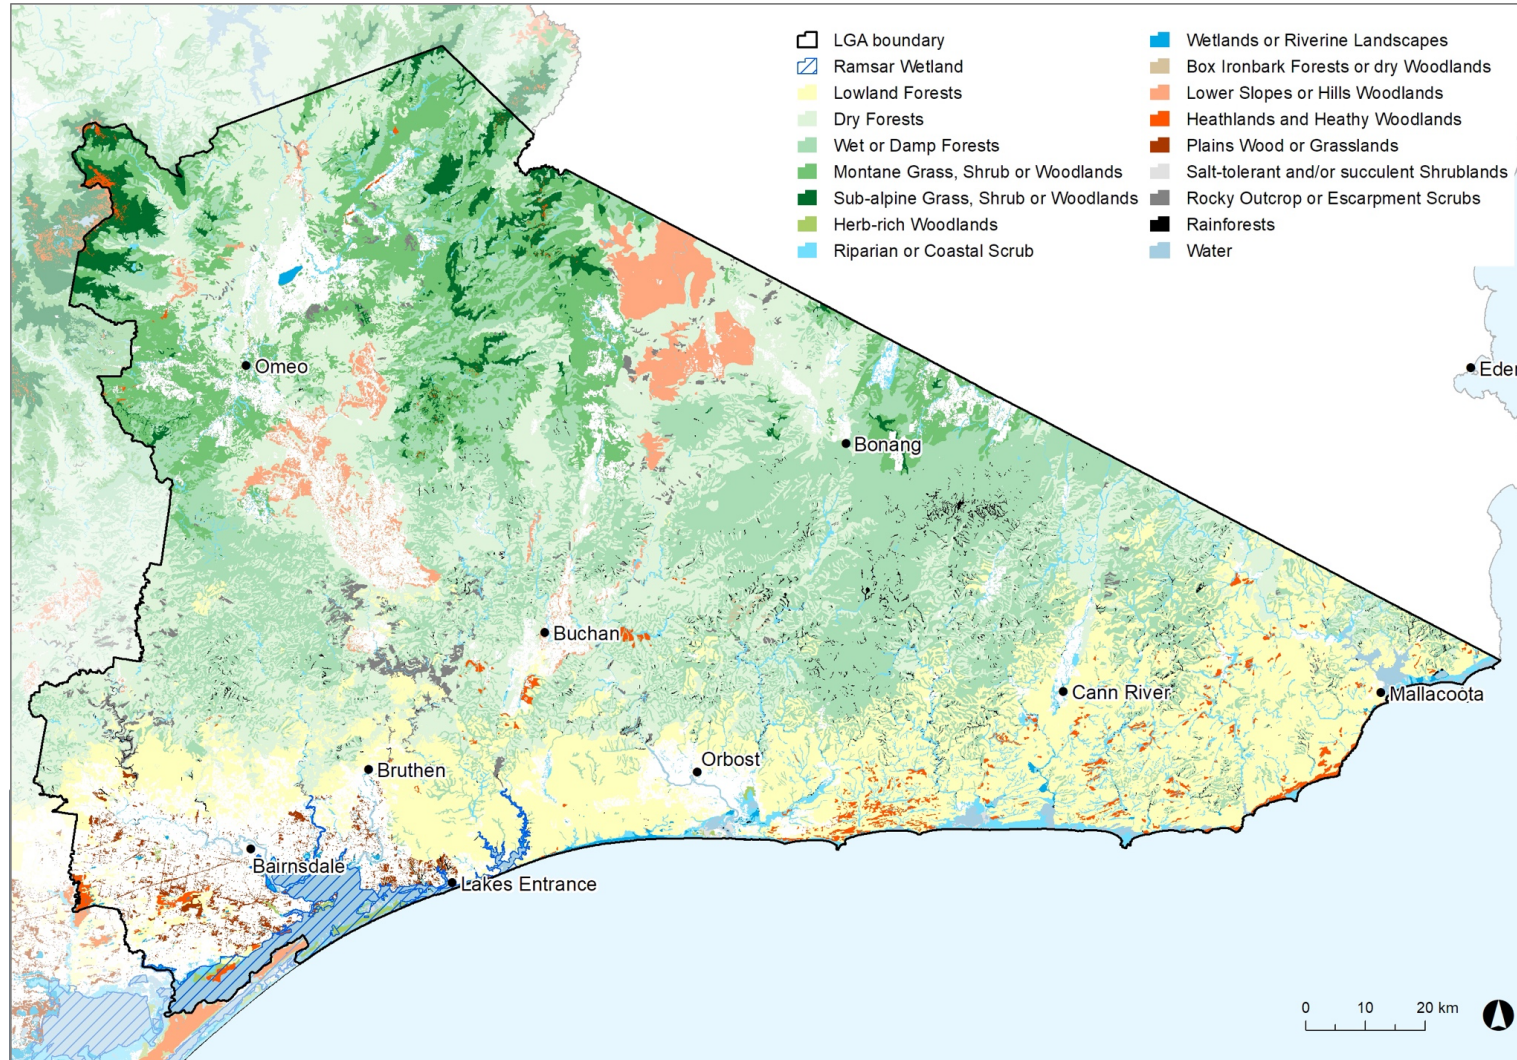 LGA boundary
Ramsar Wetland
Lowland Forests
Dry Forests
Wet or Damp Forests
Montane Grass, Shrub or Woodlands
Sub-alpine Grass, Shrub or Woodlands
Herb-rich Woodlands
Riparian or Coastal Scrub
Wetlands or Riverine Landscapes
Box Ironbark Forests or dry Woodlands
Lower Slopes or Hills Woodlands
Heathlands and Heathy Woodlands
Plains Wood or Grasslands
Salt-tolerant and/or succulent Shrublands
Rocky Outcrop or Escarpment Scrubs
Rainforests
Water
Omeo
Eden
Bonang
Buchan
Cann River
Mallacoota
Orbost
Bruthen
Bairnsdale
Lakes Entrance
0 10 20 km